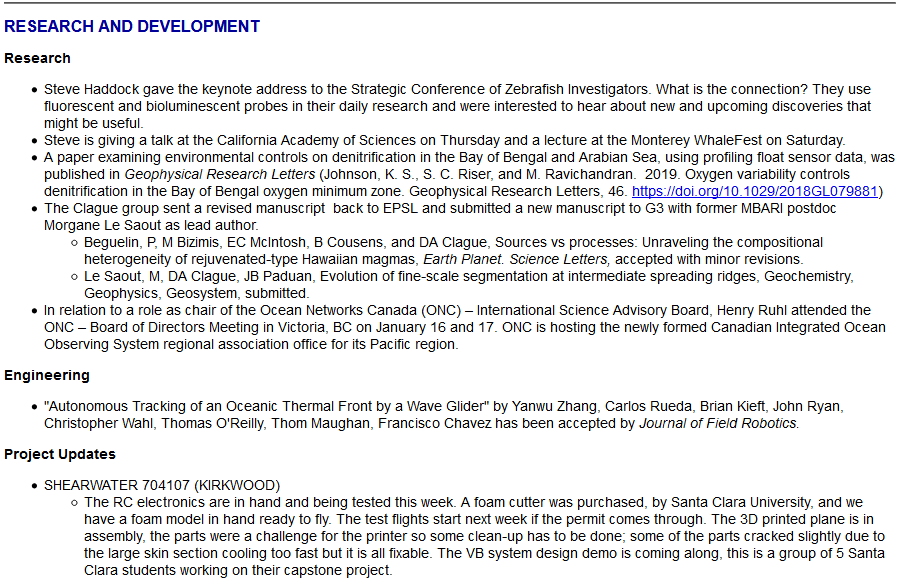 RESEARCH AND DEVELOPMENT
Research
• Steve Haddock gave the keynote address to the Strategic Conference of Zebrafish Investigators. What is the connection? They use
fluorescent and bioluminescent probes in their daily research and were interested to hear about new and upcoming discoveries that
might be useful.
• Steve is giving a talk at the California Academy of Sciences on Thursday and a lecture at the Monterey WhaleFest on Saturday.
• A paper examining environmental controls on denitrification in the Bay of Bengal and Arabian Sea, using profiling float sensor data, was
published in Geophysical Research Letters (Johnson, K. S., S. C. Riser, and M. Ravichandran.  2019. Oxygen variability controls
denitrification in the Bay of Bengal oxygen minimum zone. Geophysical Research Letters, 46. https://doi.org/10.1029/2018GL079881)
• The Clague group sent a revised manuscript  back to EPSL and submitted a new manuscript to G3 with former MBARI postdoc
Morgane Le Saout as lead author.
○ Beguelin, P, M Bizimis, EC McIntosh, B Cousens, and DA Clague, Sources vs processes: Unraveling the compositional
heterogeneity of rejuvenated-type Hawaiian magmas, Earth Planet. Science Letters, accepted with minor revisions.
○ Le Saout, M, DA Clague, JB Paduan, Evolution of fine-scale segmentation at intermediate spreading ridges, Geochemistry,
Geophysics, Geosystem, submitted.
• In relation to a role as chair of the Ocean Networks Canada (ONC) – International Science Advisory Board, Henry Ruhl attended the
ONC – Board of Directors Meeting in Victoria, BC on January 16 and 17. ONC is hosting the newly formed Canadian Integrated Ocean
Observing System regional association office for its Pacific region.
Engineering
• "Autonomous Tracking of an Oceanic Thermal Front by a Wave Glider" by Yanwu Zhang, Carlos Rueda, Brian Kieft, John Ryan,
Christopher Wahl, Thomas O'Reilly, Thom Maughan, Francisco Chavez has been accepted by Journal of Field Robotics.
Project Updates
• SHEARWATER 704107 (KIRKWOOD)
○ The RC electronics are in hand and being tested this week. A foam cutter was purchased, by Santa Clara University, and we
have a foam model in hand ready to fly. The test flights start next week if the permit comes through. The 3D printed plane is in
assembly, the parts were a challenge for the printer so some clean-up has to be done; some of the parts cracked slightly due to
the large skin section cooling too fast but it is all fixable. The VB system design demo is coming along, this is a group of 5 Santa
Clara students working on their capstone project.